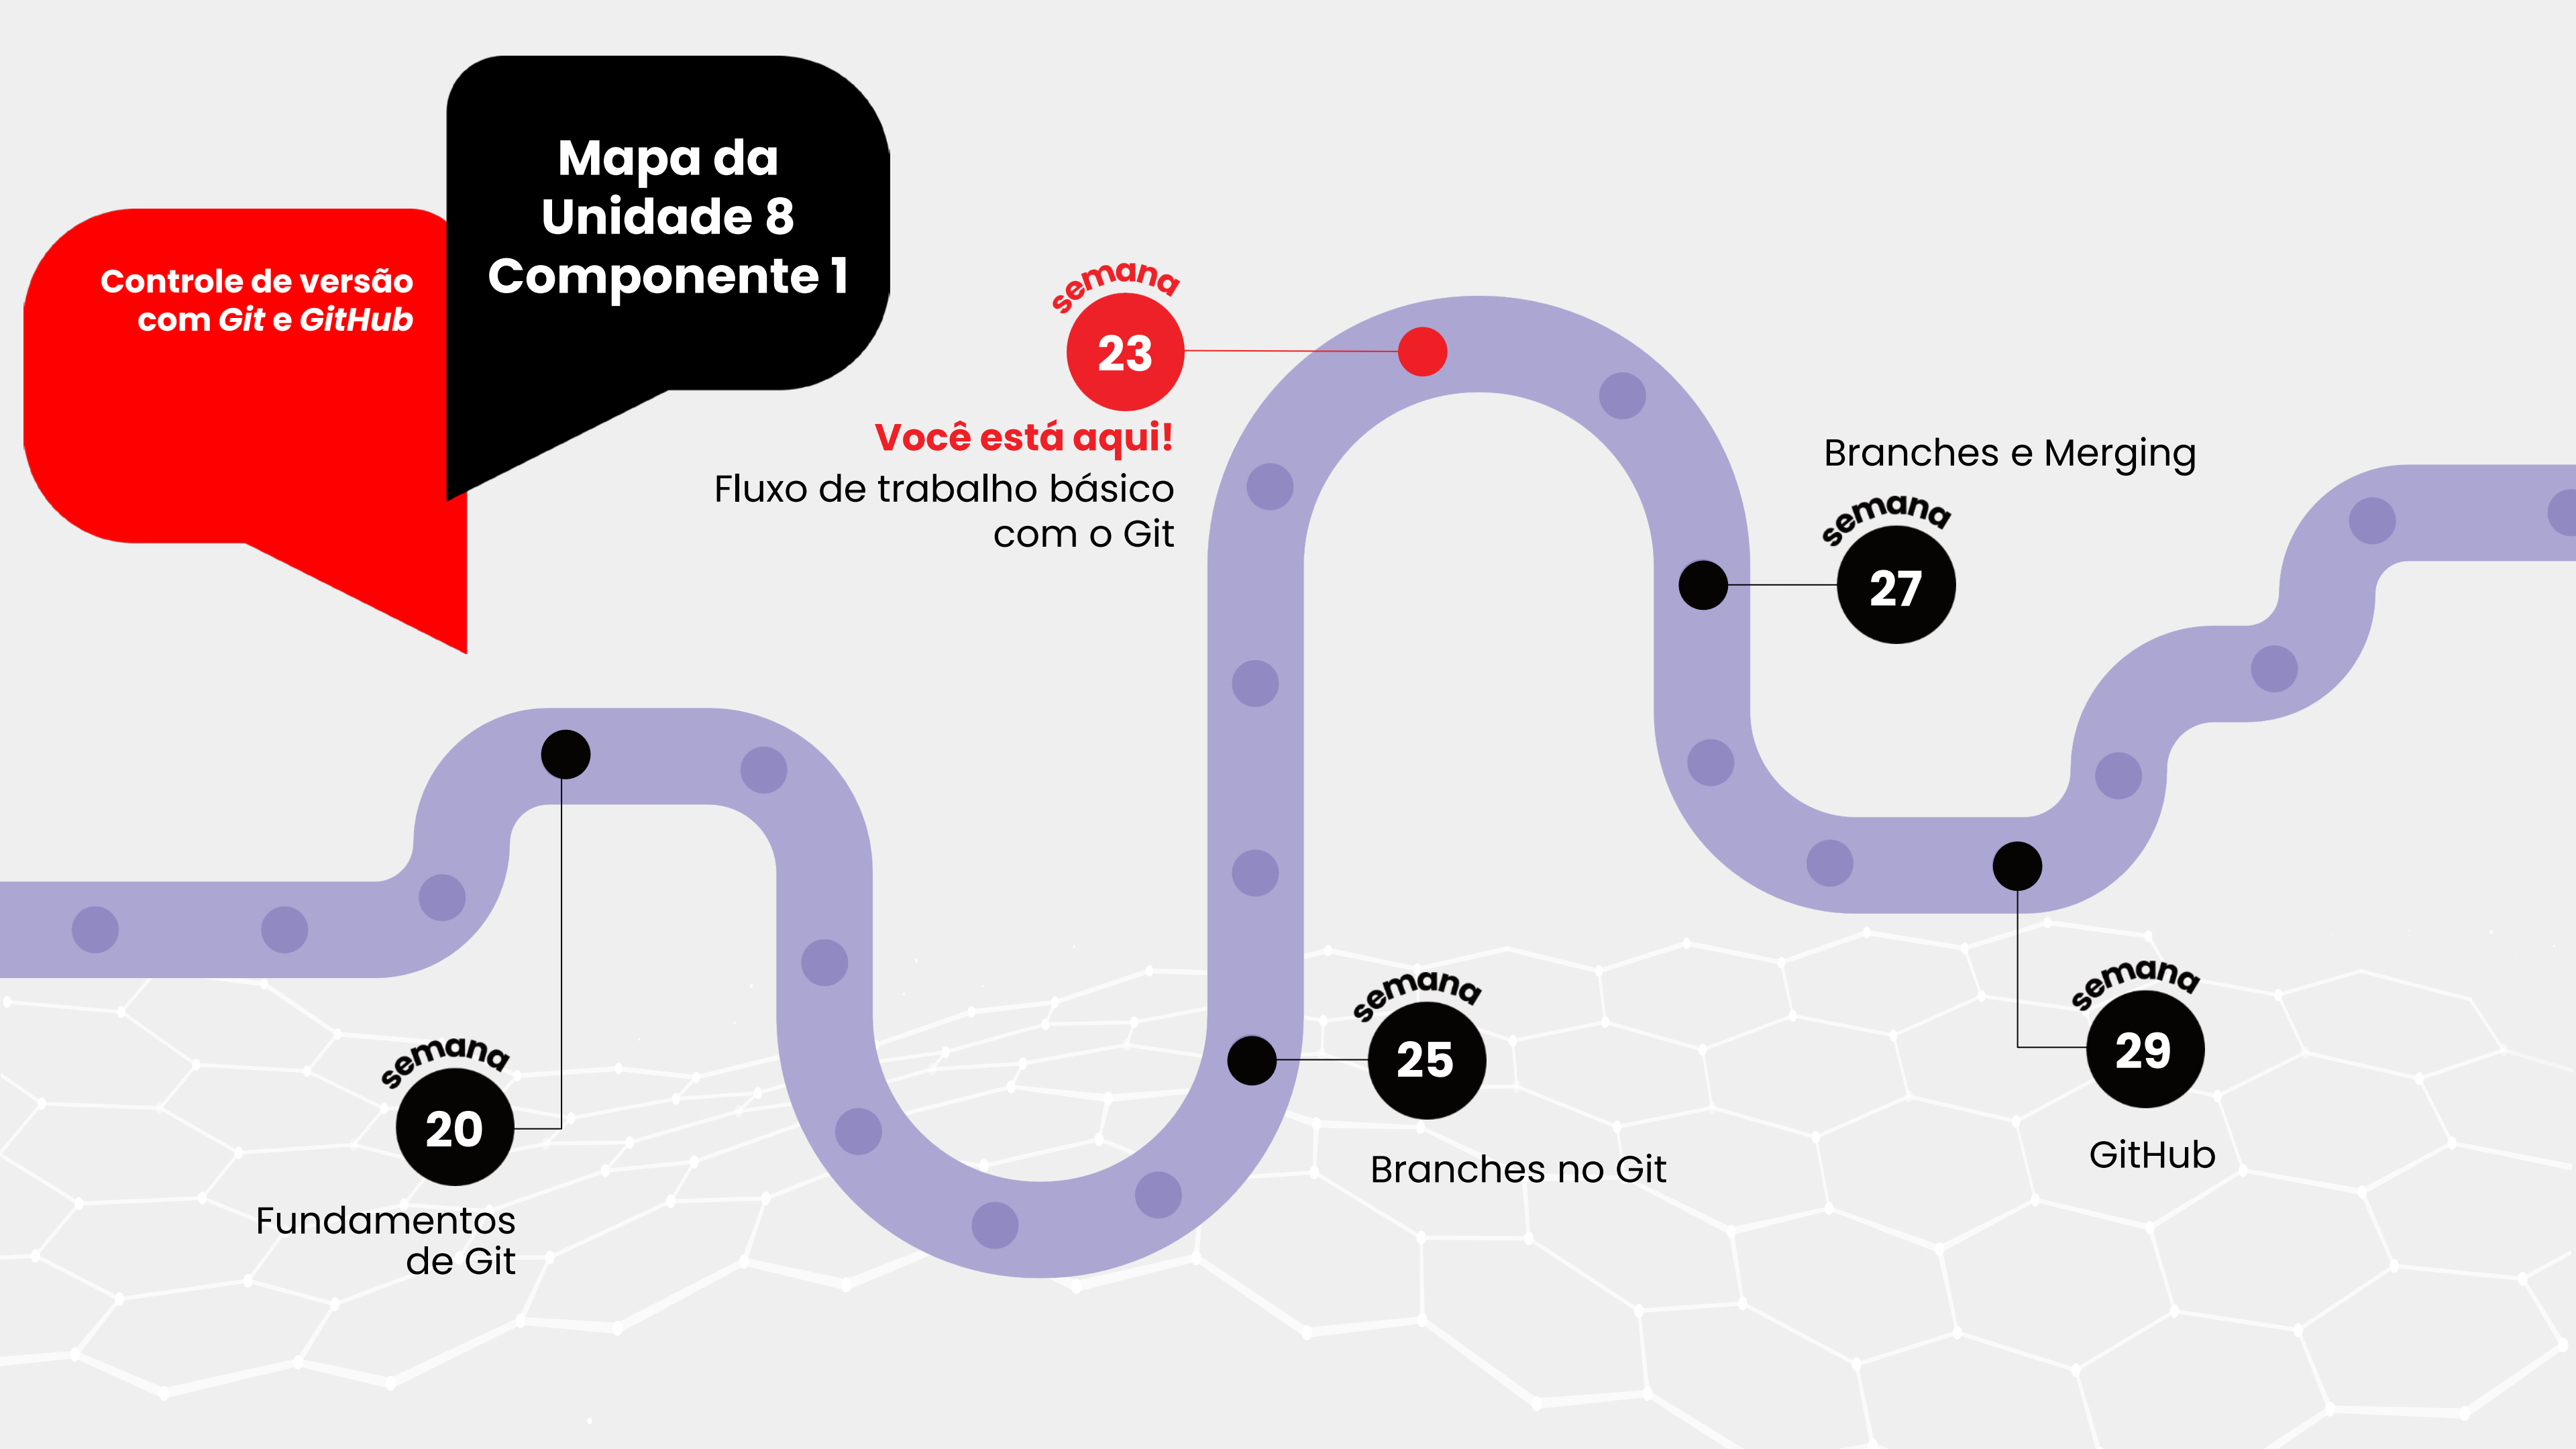 Mapa da
Unidade 8
Componente 1
Controle de versão
com Git e GitHub
semana
23
Você está aqui!
Fluxo de trabalho básico
com o Git
Branches e Merging
semana
27
semana
20
Fundamentos
de Git
semana
25
Branches no Git
semana
29
GitHub